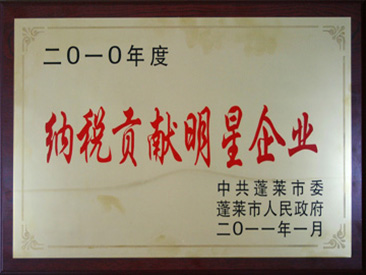 二〇一〇年度
纳税贡献明星企业
中共蓬莱市委
蓬莱市人民政府
二〇一一年一月